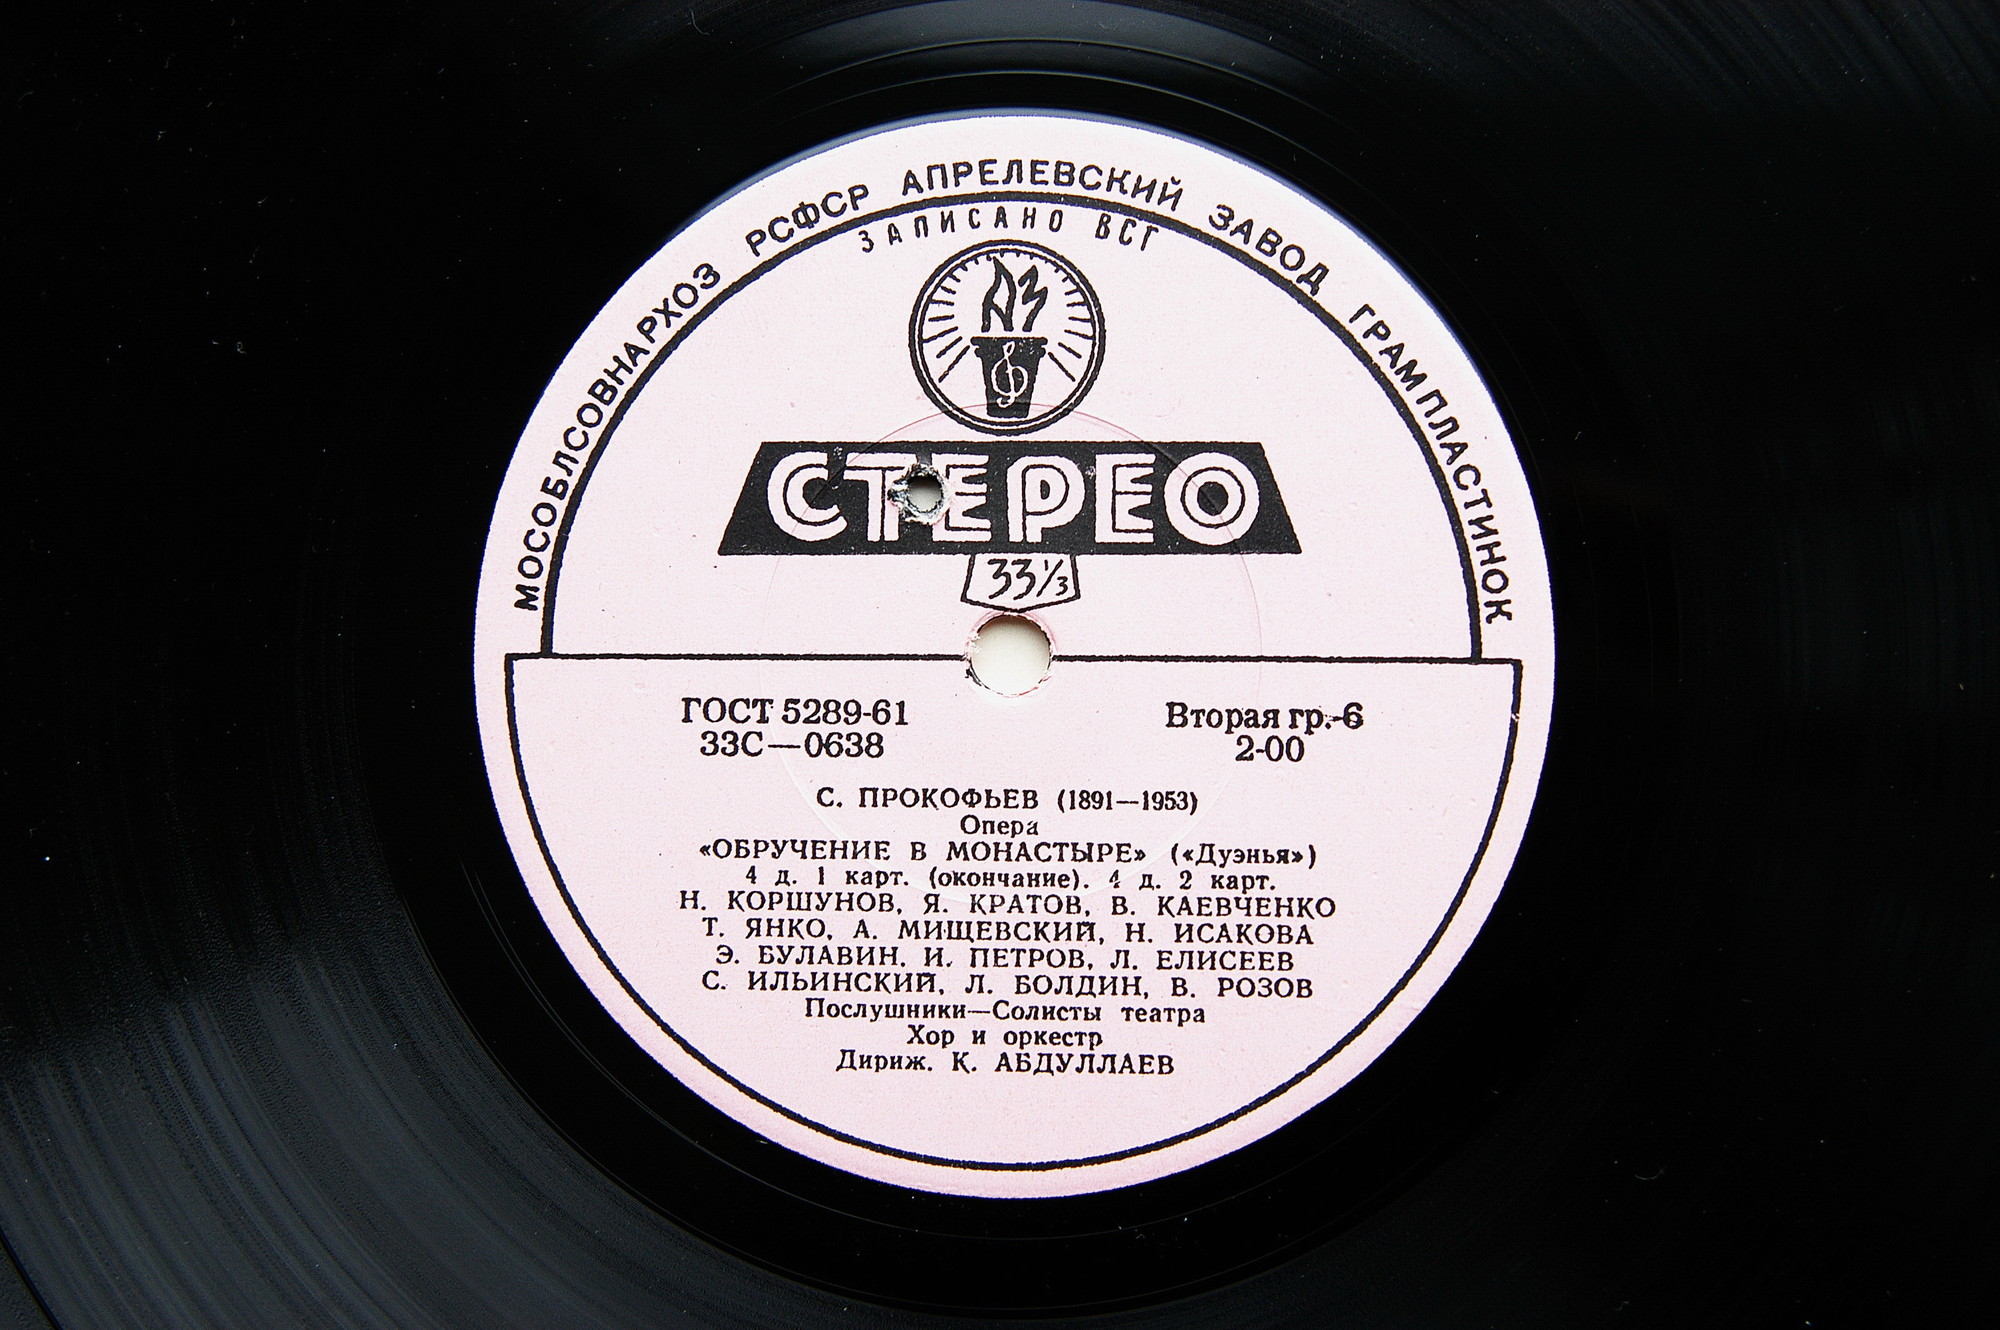 МОСОБЛСОВНАРХОЗ РСФСР АПРЕЛЕВСКИЙ ЗАВОД ГРАМПЛАСТИНОК
ЗАПИСАНО ВСГ
АЗ
СТЕРЕО
33⅓
ГОСТ 5289-61
33С—0638
Вторая гр.-6
2-00
С. ПРОКОФЬЕВ (1891—1953)
Опера
«ОБРУЧЕНИЕ В МОНАСТЫРЕ» («Дуэнья»)
4 д. 1 карт. (окончание). 4 д. 2 карт.
Н. КОРШУНОВ, Я. КРАТОВ, В. КАЕВЧЕНКО
Т. ЯНКО, А. МИЩЕВСКИЙ, Н. ИСАКОВА
Э. БУЛАВИН, И. ПЕТРОВ, Л. ЕЛИСЕЕВ
С. ИЛЬИНСКИЙ, Л. БОЛДИН, В. РОЗОВ
Послушники—Солисты театра
Хор и оркестр
Дириж. К. АБДУЛЛАЕВ